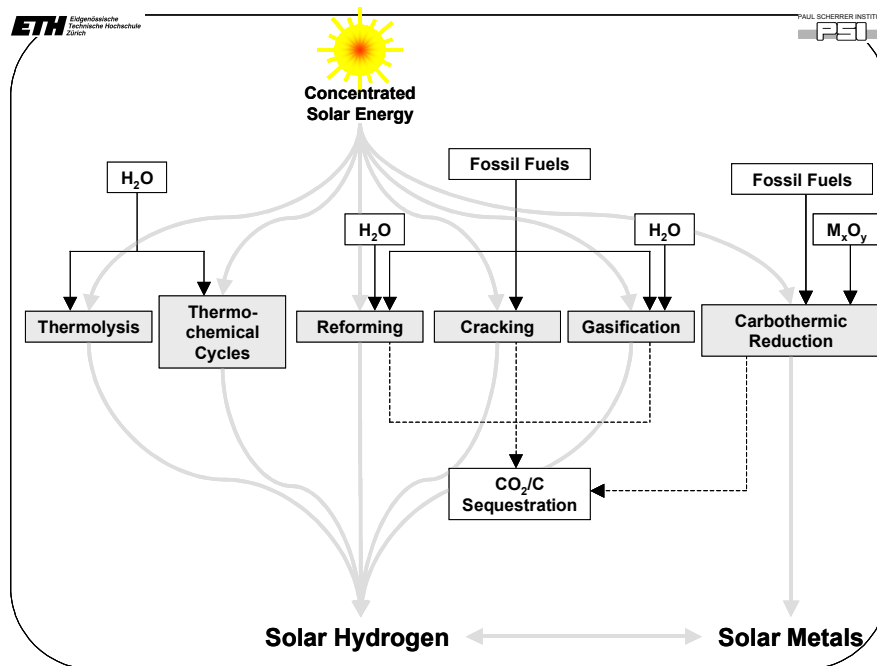 ETH Eidgenössische
Technische Hochschule
Zürich
PAUL SCHERRER INSTITUT
PSI
Concentrated
Solar Energy
H₂O
Fossil Fuels
Fossil Fuels
H₂O
H₂O
MₓOᵧ
Thermolysis
Thermo-
chemical
Cycles
Reforming
Cracking
Gasification
Carbothermic
Reduction
CO₂/C
Sequestration
Solar Hydrogen
Solar Metals